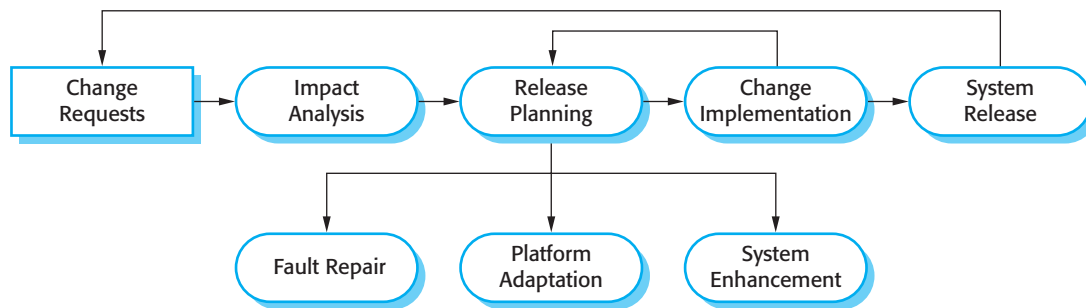 Change
Requests
Impact
Analysis
Release
Planning
Change
Implementation
System
Release
Fault Repair
Platform
Adaptation
System
Enhancement